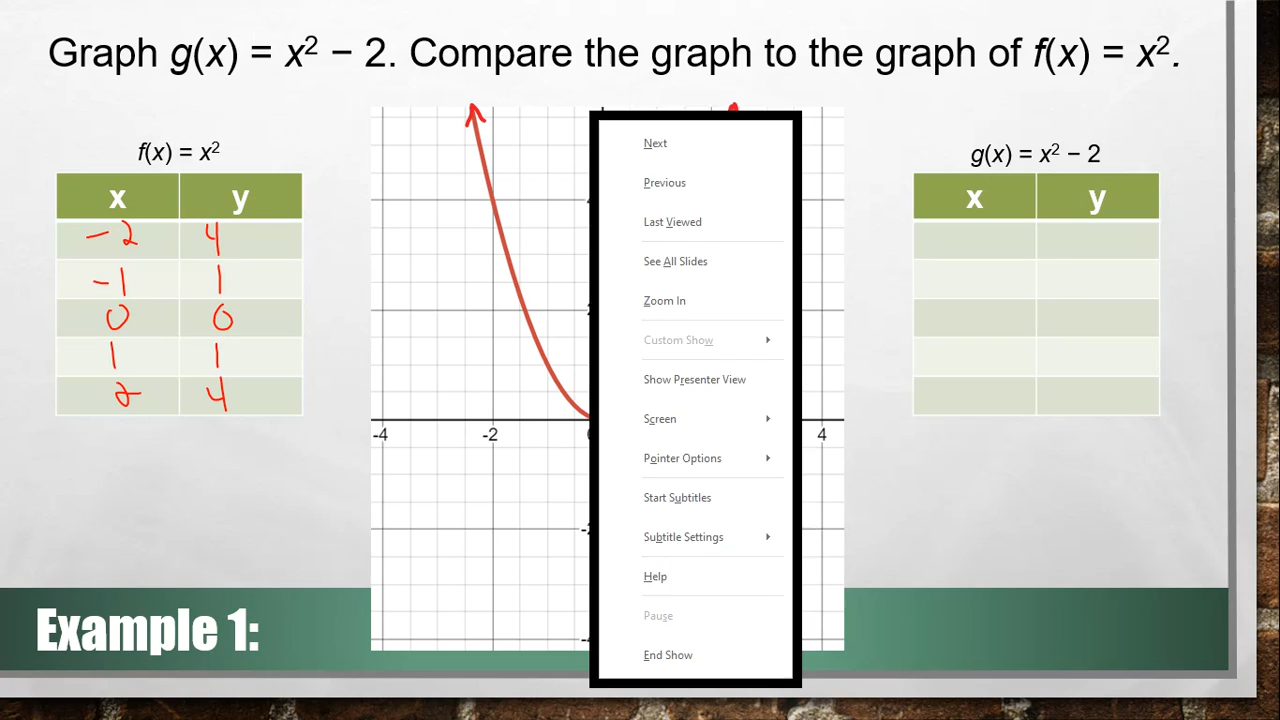 Graph g(x) = x² − 2. Compare the graph to the graph of f(x) = x².
f(x) = x²
x y
−2 4
−1 1
0 0
1 1
2 4
-4 -2 4
Next
Previous
Last Viewed
See All Slides
Zoom In
Custom Show
Show Presenter View
Screen
Pointer Options
Start Subtitles
Subtitle Settings
Help
Pause
End Show
g(x) = x² − 2
x y
Example 1: